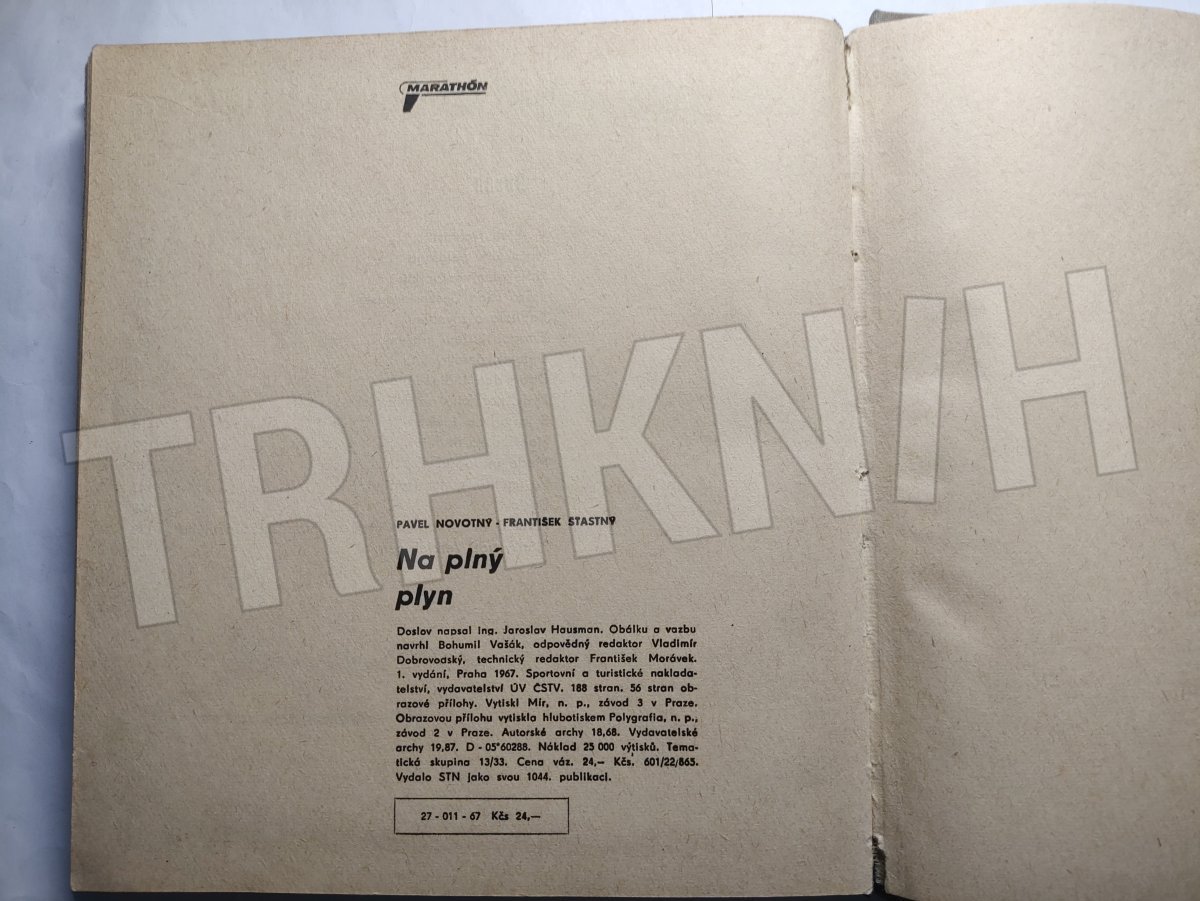 MARATHÓN
PAVEL NOVOTNÝ - FRANTIŠEK ŠŤASTNÝ
Na plný
plyn
Doslov napsal ing. Jaroslav Hausman. Obálku a vazbu
navrhl Bohumil Vašák, odpovědný redaktor Vladimír
Dobrovodský, technický redaktor František Morávek.
1. vydání, Praha 1967. Sportovní a turistické naklada-
telství, vydavatelství ÚV ČSTV. 188 stran. 56 stran ob-
razové přílohy. Vytiskl Mír, n. p., závod 3 v Praze.
Obrazovou přílohu vytiskla hlubotiskem Polygrafia, n. p.,
závod 2 v Praze. Autorské archy 18,68. Vydavatelské
archy 19,87. D - 05*60288. Náklad 25 000 výtisků. Tema-
tická skupina 13/33. Cena váz. 24,— Kčs. 601/22/865.
Vydalo STN jako svou 1044. publikaci.
27 - 011 - 67 Kčs 24,—
TRHKNIH